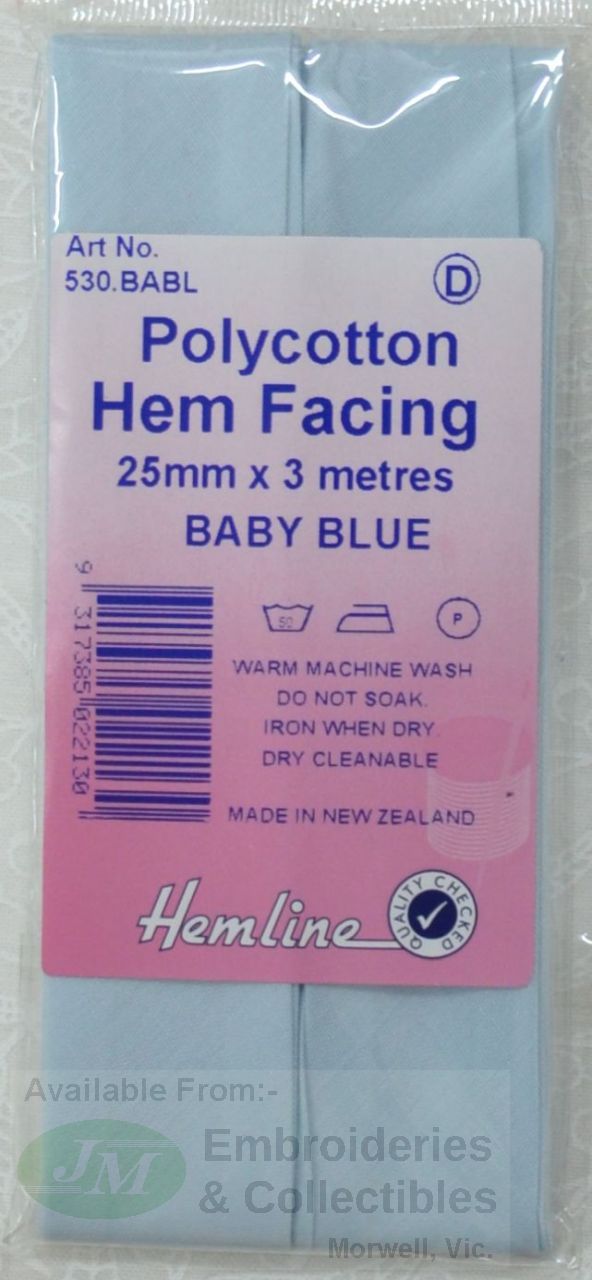 Art No.
530.BABL
D
Polycotton
Hem Facing
25mm x 3 metres
BABY BLUE
9 317385 022130
50
P
WARM MACHINE WASH
DO NOT SOAK.
IRON WHEN DRY.
DRY CLEANABLE
MADE IN NEW ZEALAND
Hemline
QUALITY CHECKED
Available From:-
JM
Embroideries
& Collectibles
Morwell, Vic.